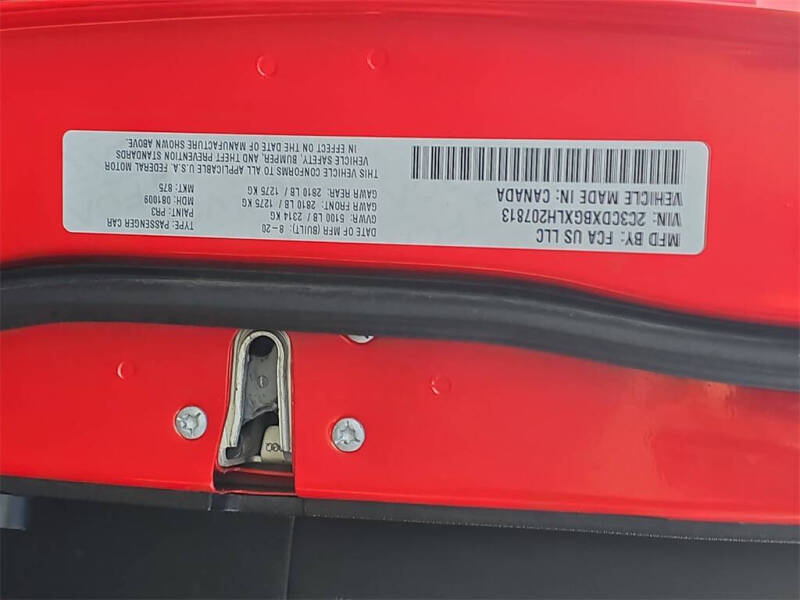 MFD BY: FCA US LLC
DATE OF MFR (BUILT): 8-20
TYPE: PASSENGER CAR
VIN: 2C3CDXBGXLH207813
GVWR: 5100 LB / 2314 KG
PAINT: PR3
VEHICLE MADE IN: CANADA
GAWR FRONT: 2810 LB / 1275 KG
MDH: 081009
GAWR REAR: 2810 LB / 1275 KG
MKT: 875
THIS VEHICLE CONFORMS TO ALL APPLICABLE U.S.A. FEDERAL MOTOR
VEHICLE SAFETY, BUMPER, AND THEFT PREVENTION STANDARDS
IN EFFECT ON THE DATE OF MANUFACTURE SHOWN ABOVE.